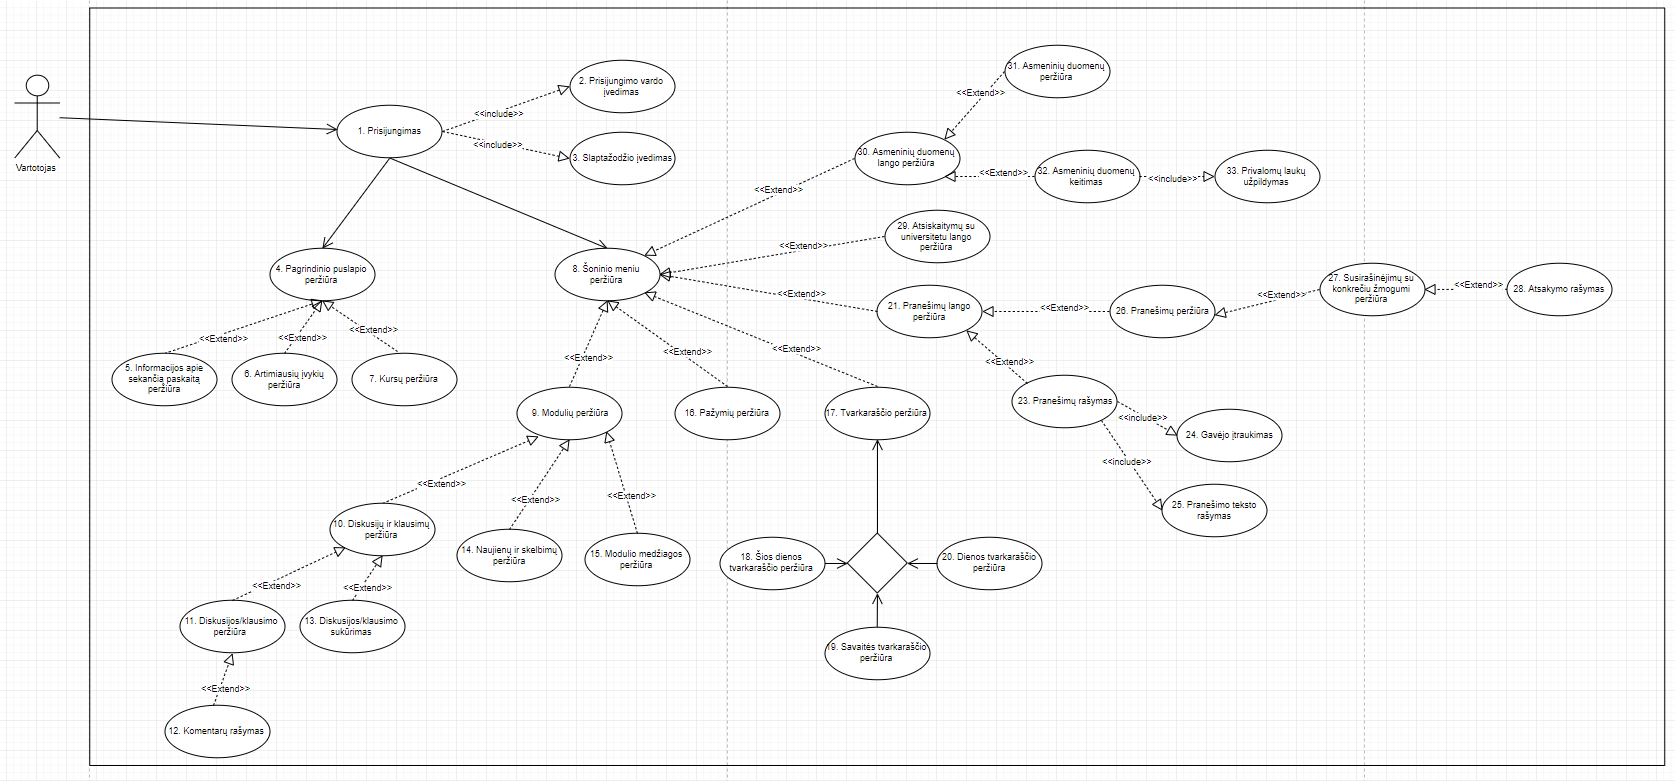 Vartotojas
1. Prisijungimas
<<include>>
2. Prisijungimo vardo
įvedimas
<<include>>
3. Slaptažodžio įvedimas
4. Pagrindinio puslapio
peržiūra
<<Extend>>
<<Extend>>
<<Extend>>
5. Informacijos apie
sekančią paskaitą
peržiūra
6. Artimiausių įvykių
peržiūra
7. Kursų peržiūra
8. Šoninio meniu
peržiūra
<<Extend>>
<<Extend>>
<<Extend>>
9. Modulių peržiūra
16. Pažymių peržiūra
17. Tvarkaraščio peržiūra
<<Extend>>
<<Extend>>
<<Extend>>
10. Diskusijų ir klausimų
peržiūra
14. Naujienų ir skelbimų
peržiūra
15. Modulio medžiagos
peržiūra
<<Extend>>
<<Extend>>
11. Diskusijos/klausimo
peržiūra
13. Diskusijos/klausimo
sukūrimas
<<Extend>>
12. Komentarų rašymas
18. Šios dienos
tvarkaraščio peržiūra
20. Dienos tvarkaraščio
peržiūra
19. Savaitės tvarkaraščio
peržiūra
<<Extend>>
30. Asmeninių duomenų
lango peržiūra
<<Extend>>
31. Asmeninių duomenų
peržiūra
<<Extend>>
32. Asmeninių duomenų
keitimas
<<include>>
33. Privalomų laukų
užpildymas
<<Extend>>
29. Atsiskaitymų su
universitetu lango
peržiūra
<<Extend>>
21. Pranešimų lango
peržiūra
<<Extend>>
26. Pranešimų peržiūra
<<Extend>>
27. Susirašinėjimų su
konkrečiu žmogumi
peržiūra
<<Extend>>
28. Atsakymo rašymas
<<Extend>>
23. Pranešimų rašymas
<<include>>
24. Gavėjo įtraukimas
<<include>>
25. Pranešimo teksto
rašymas